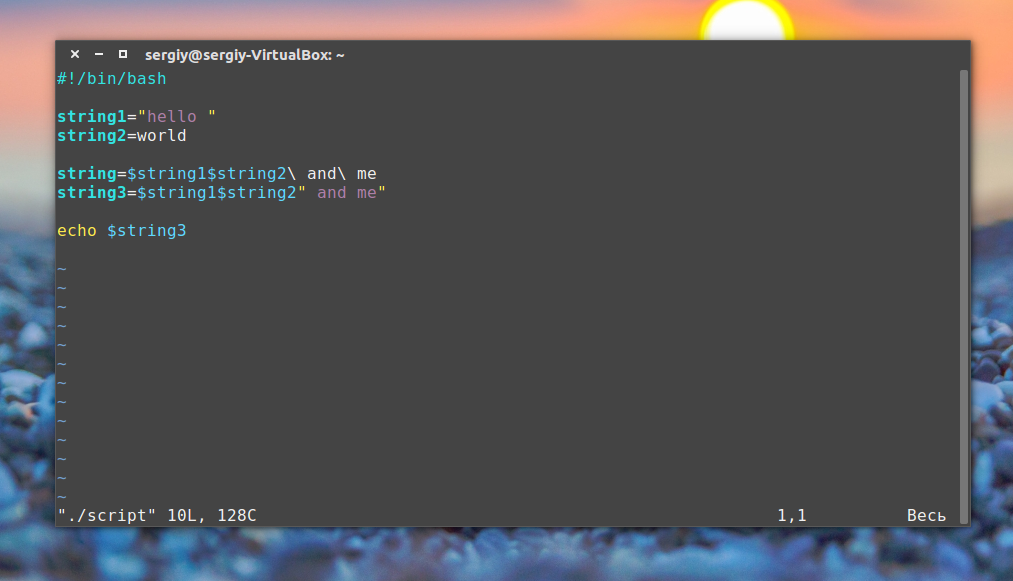 sergiy@sergiy-VirtualBox: ~
#!/bin/bash
string1="hello "
string2=world
string=$string1$string2\ and\ me
string3=$string1$string2" and me"
echo $string3
~
~
~
~
~
~
~
~
~
~
~
~
~
"./script" 10L, 128C 1,1 Весь